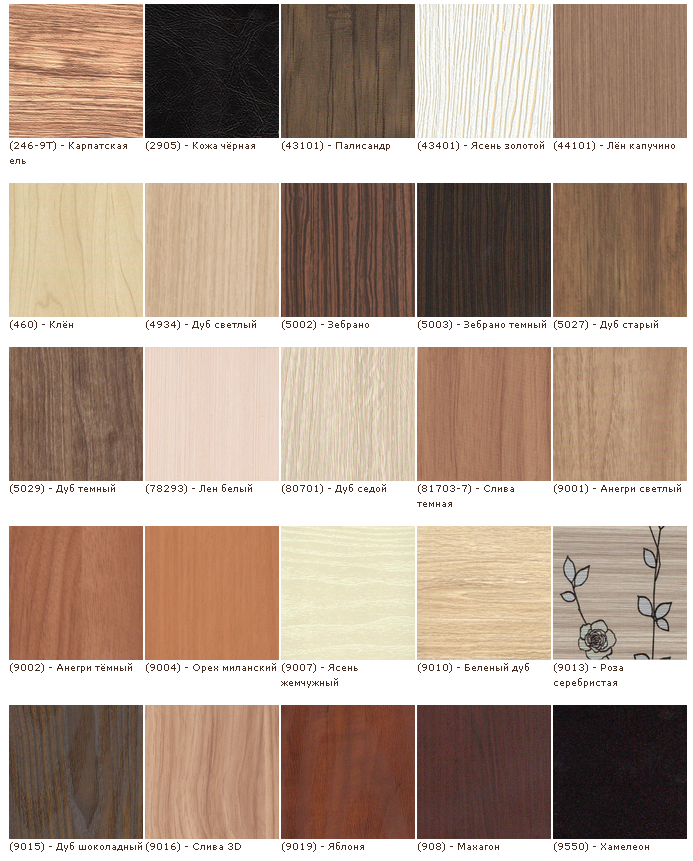 (246-9T) - Карпатская
ель
(2905) - Кожа чёрная
(43101) - Палисандр
(43401) - Ясень золотой
(44101) - Лён капучино
(460) - Клён
(4934) - Дуб светлый
(5002) - Зебрано
(5003) - Зебрано темный
(5027) - Дуб старый
(5029) - Дуб темный
(78293) - Лен белый
(80701) - Дуб седой
(81703-7) - Слива
темная
(9001) - Анегри светлый
(9002) - Анегри тёмный
(9004) - Орех миланский
(9007) - Ясень
жемчужный
(9010) - Беленый дуб
(9013) - Роза
серебристая
(9015) - Дуб шоколадный
(9016) - Слива 3D
(9019) - Яблоня
(908) - Махагон
(9550) - Хамелеон